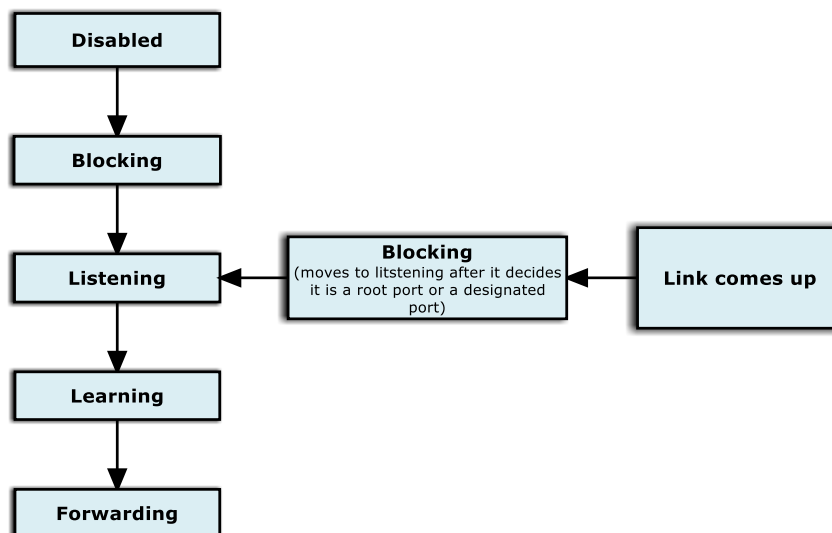 Disabled
Blocking
Listening
Blocking
(moves to litstening after it decides
it is a root port or a designated
port)
Link comes up
Learning
Forwarding